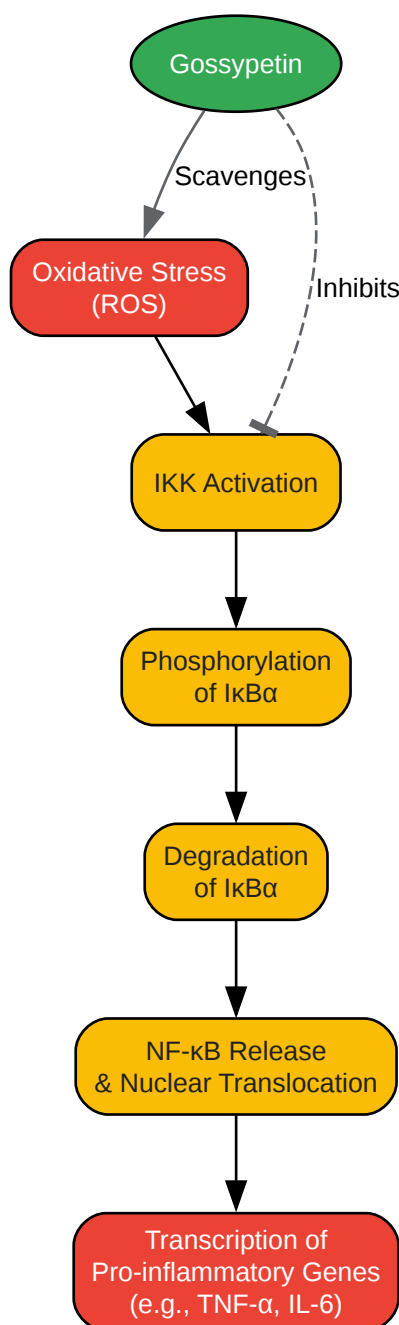 Gossypetin
Scavenges
Oxidative Stress
(ROS)
Inhibits
IKK Activation
Phosphorylation
of IκBα
Degradation
of IκBα
NF-κB Release
& Nuclear Translocation
Transcription of
Pro-inflammatory Genes
(e.g., TNF-α, IL-6)